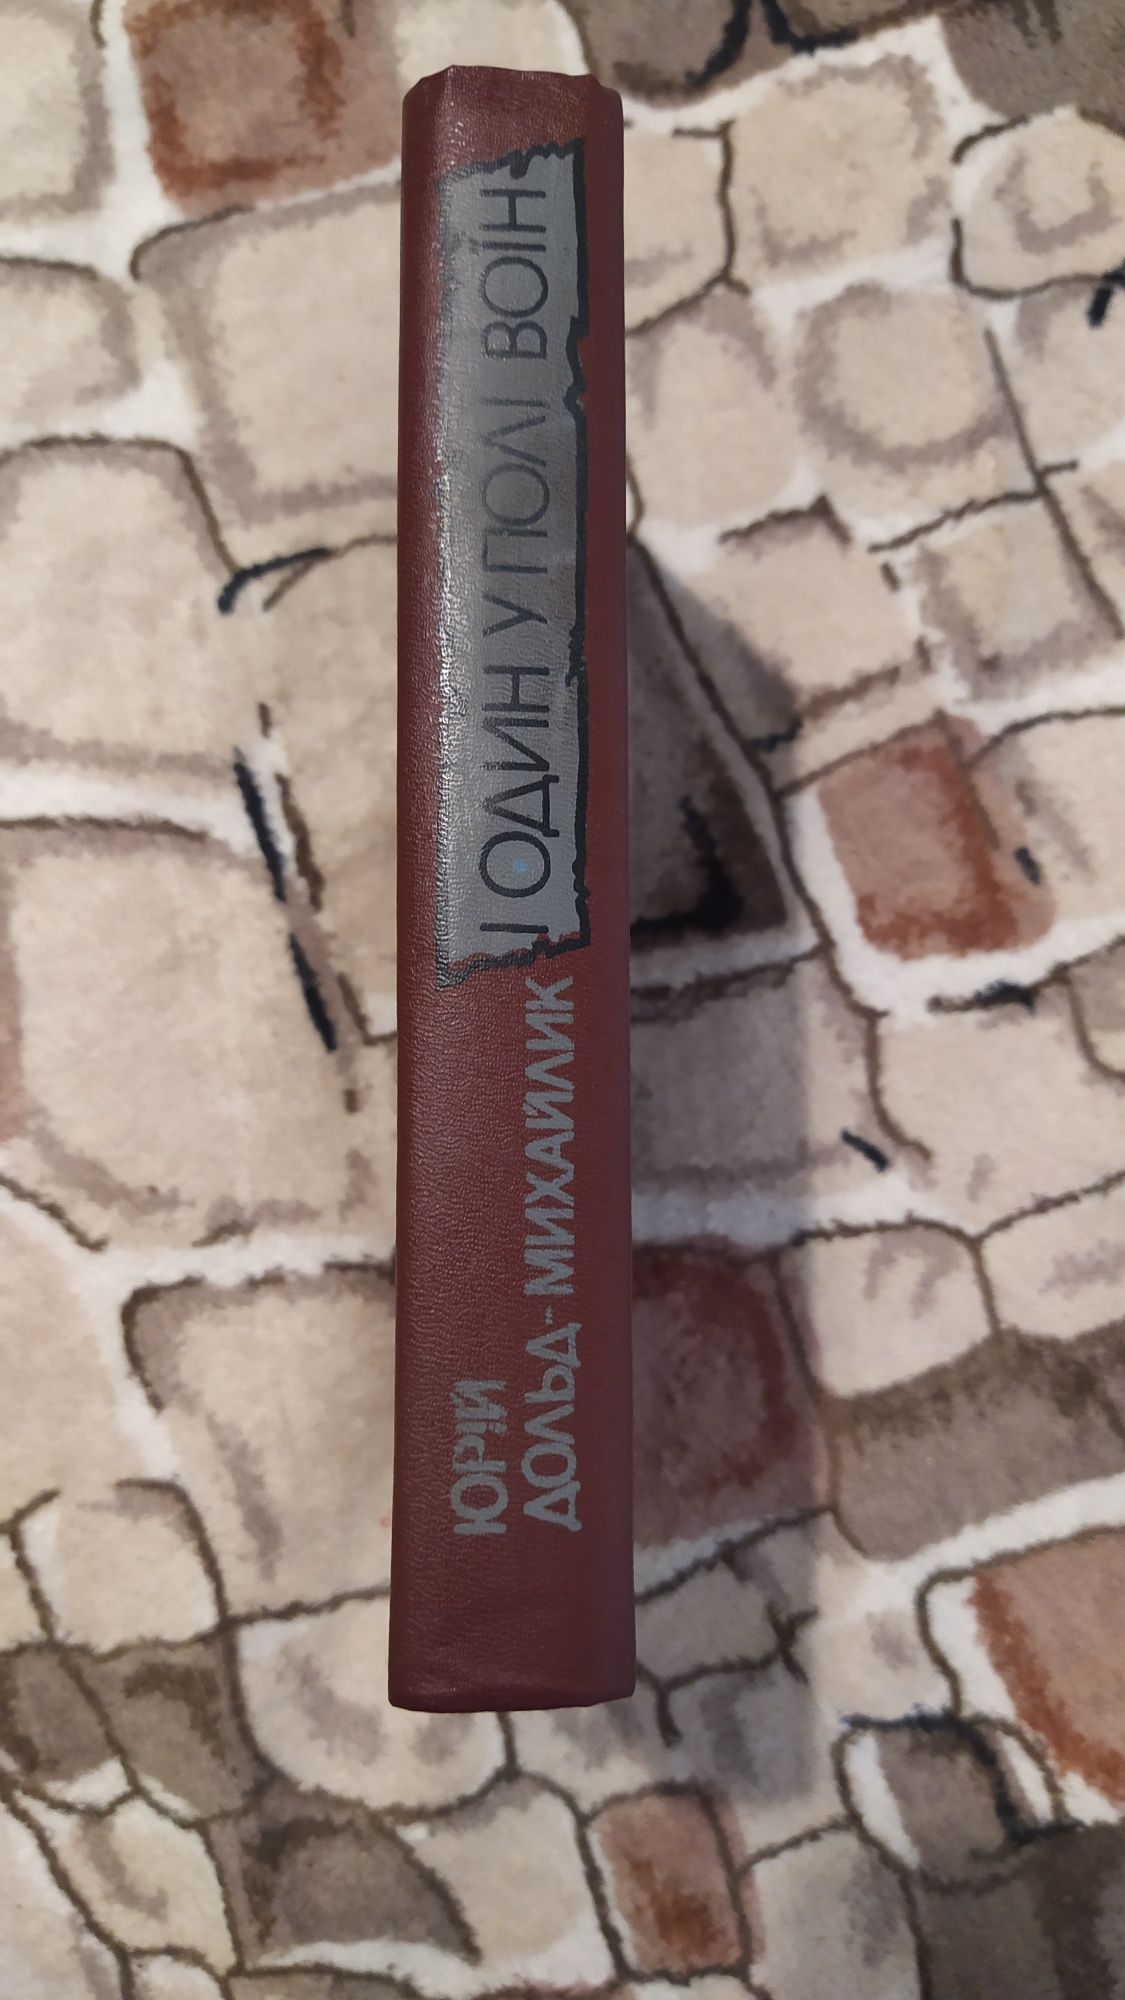 ЮРІЙ
ДОЛЬД-МИХАЙЛИК
І ОДИН У ПОЛІ ВОЇН